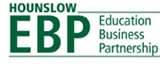 HOUNSLOW
EBP
Education
Business
Partnership